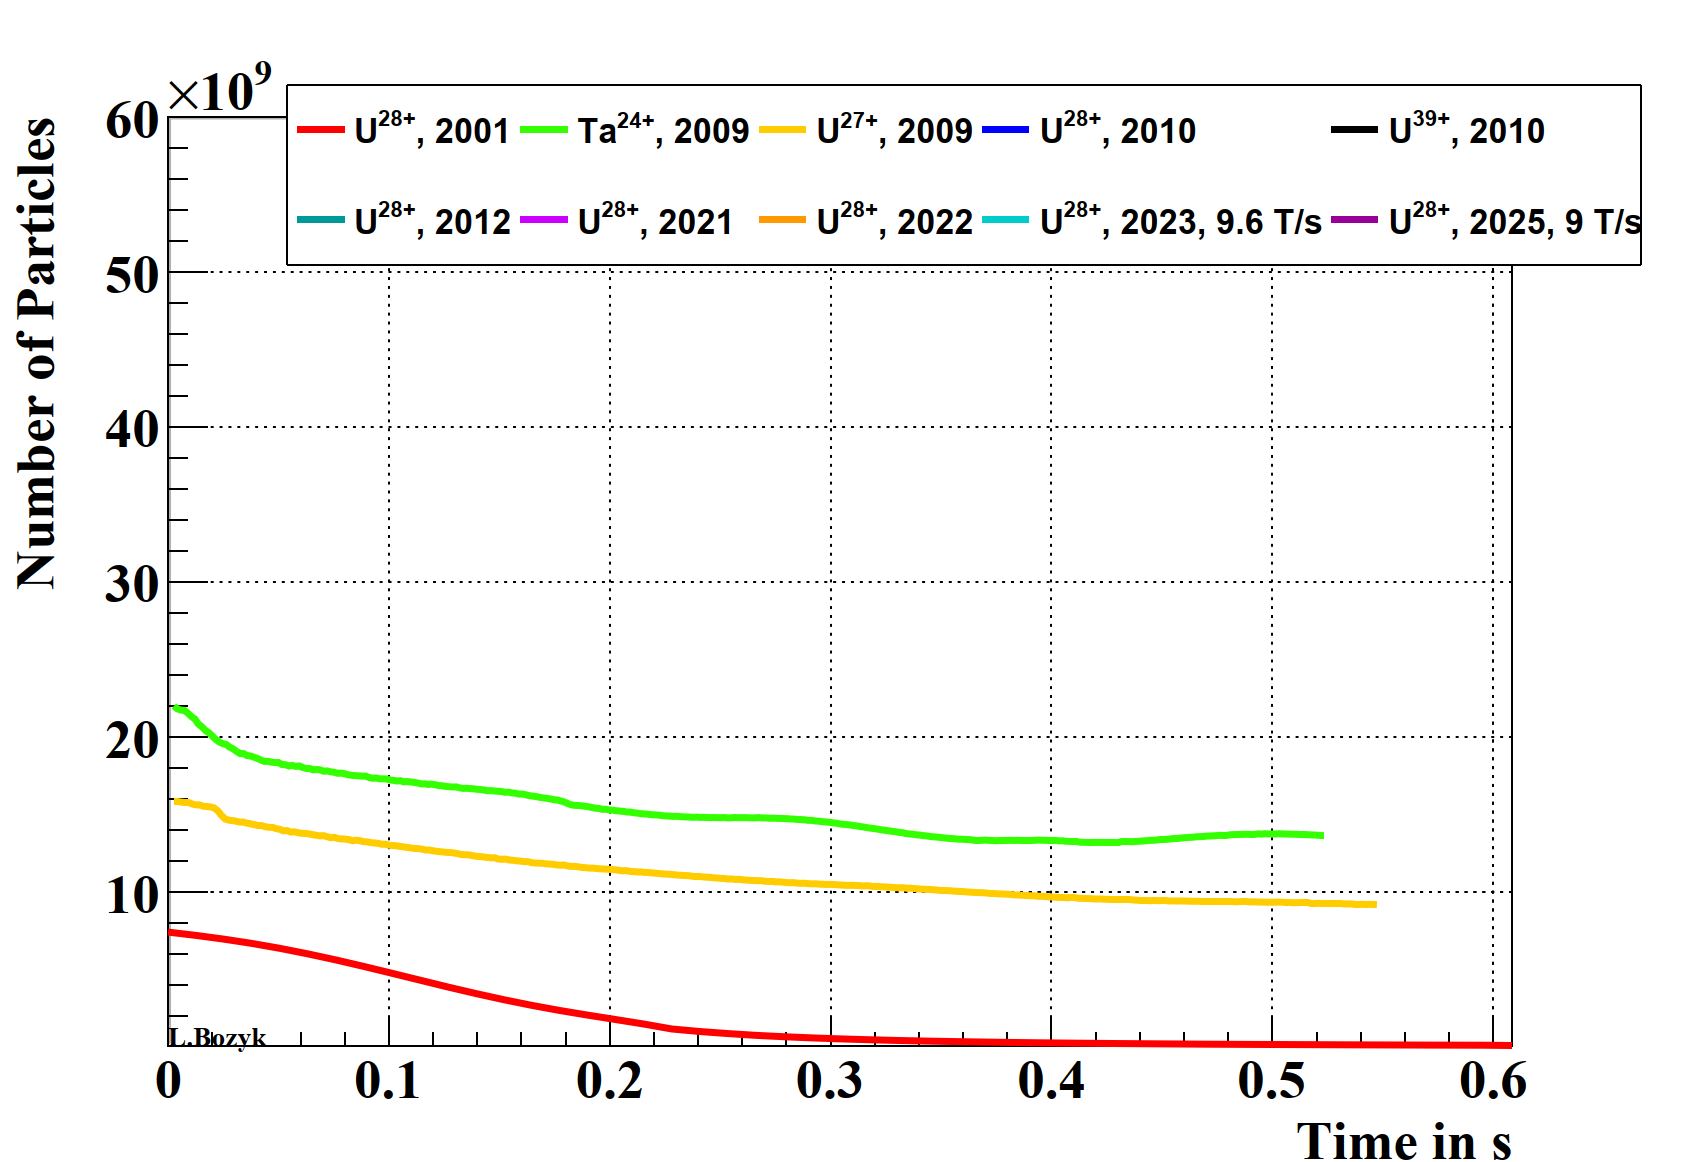 ×10⁹
60
U²⁸⁺, 2001 Ta²⁴⁺, 2009 U²⁷⁺, 2009 U²⁸⁺, 2010 U³⁹⁺, 2010
U²⁸⁺, 2012 U²⁸⁺, 2021 U²⁸⁺, 2022 U²⁸⁺, 2023, 9.6 T/s U²⁸⁺, 2025, 9 T/s
Number of Particles
50
40
30
20
10
L.Bozyk
0 0.1 0.2 0.3 0.4 0.5 0.6
Time in s